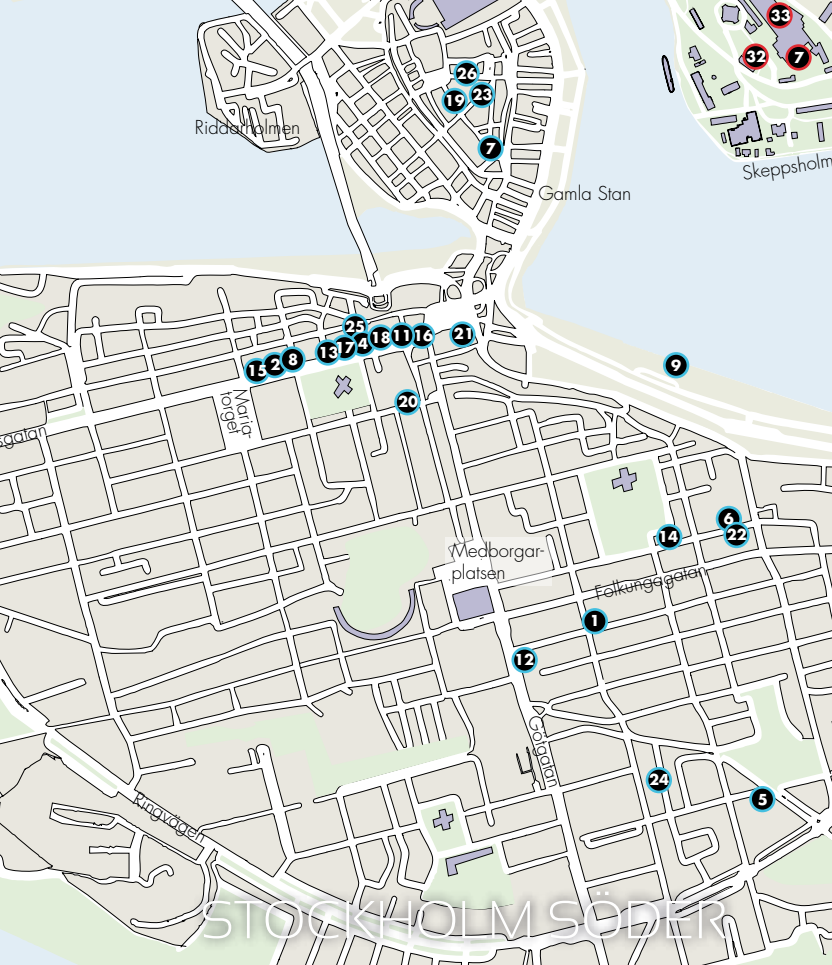 33
26
32
7
19
23
Riddarholmen
7
Skeppsholm
Gamla Stan
25
18
11
16
21
4
17
13
8
2
15
9
20
Maria-
torget
sgatan
6
22
14
Medborgar-
platsen
Folkungagatan
1
12
Götgatan
24
5
Ringvägen
STOCKHOLM SÖDER